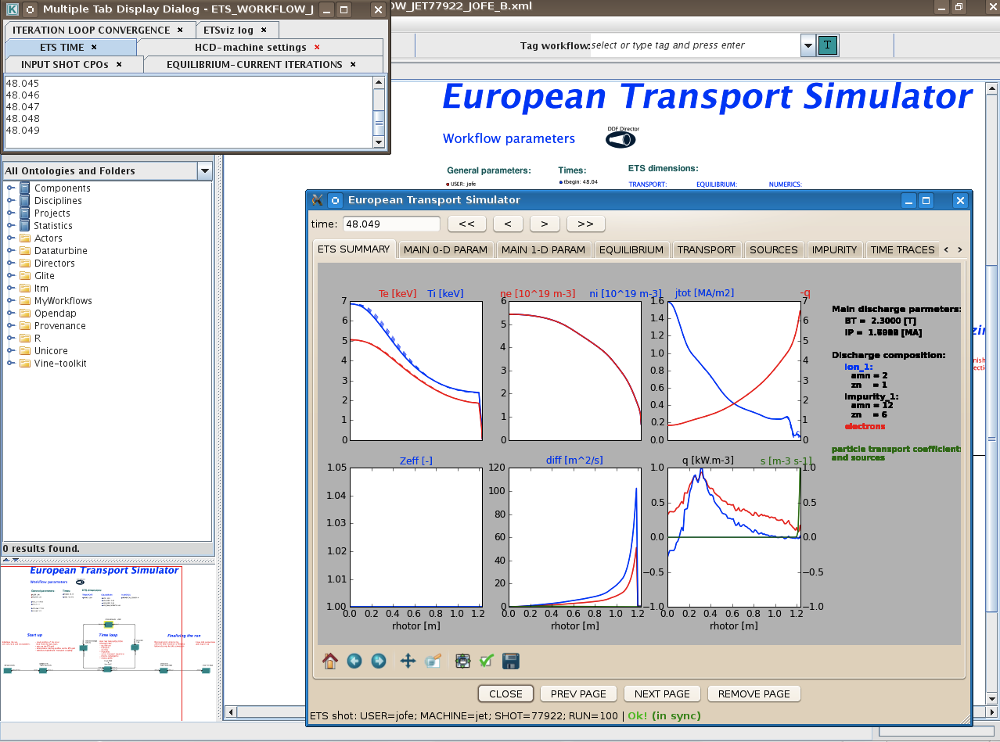 Multiple Tab Display Dialog - ETS_WORKFLOW_J
OW_JET77922_JOFE_B.xml
ITERATION LOOP CONVERGENCE ×
ETSviz log ×
ETS TIME ×
HCD-machine settings ×
INPUT SHOT CPOs ×
EQUILIBRIUM-CURRENT ITERATIONS ×
48.045
48.046
48.047
48.048
48.049
Tag workflow: select or type tag and press enter
T
European Transport Simulator
Workflow parameters
DDF Director
General parameters:
Times:
ETS dimensions:
USER: jofe
tbegin: 48.04
TRANSPORT:
EQUILIBRIUM:
NUMERICS:
All Ontologies and Folders
Components
Disciplines
Projects
Statistics
Actors
Dataturbine
Directors
Glite
Itm
MyWorkflows
Opendap
Provenance
R
Unicore
Vine-toolkit
0 results found.
European Transport Simulator
Workflow parameters
Start up
Time loop
Finalizing the run
European Transport Simulator
time: 48.049
<< < > >>
ETS SUMMARY
MAIN 0-D PARAM
MAIN 1-D PARAM
EQUILIBRIUM
TRANSPORT
SOURCES
IMPURITY
TIME TRACES
< >
Te [keV] Ti [keV]
7
6
5
4
3
2
1
0
ne [10^19 m-3] ni [10^19 m-3]
6
5
4
3
2
1
0
jtot [MA/m2] -q
1.6
1.4
1.2
1.0
0.8
0.6
0.4
0.2
0.0
7
6
5
4
3
2
1
0
Main discharge parmeters:
BT = 2.3000 [T]
IP = [MA]
Discharge composition:
ion_1:
amn = 2
zn = 1
impurity_1:
amn = 12
zn = 6
electrons
particle transport coefficient
and sources
Zeff [-]
1.05
1.04
1.03
1.02
1.01
1.00
0.0 0.2 0.4 0.6 0.8 1.0 1.2
rhotor [m]
diff [m^2/s]
120
100
80
60
40
20
0
0.0 0.2 0.4 0.6 0.8 1.0 1.2
rhotor [m]
q [kW.m-3] s [m-3 s-1]
1.0
0.5
0.0
−0.5
−1.0
1.0
0.5
0.0
−0.5
−1.0
0.0 0.2 0.4 0.6 0.8 1.0 1.2
rhotor [m]
CLOSE
PREV PAGE
NEXT PAGE
REMOVE PAGE
ETS shot: USER=jofe; MACHINE=jet; SHOT=77922; RUN=100 | Ok! (in sync)